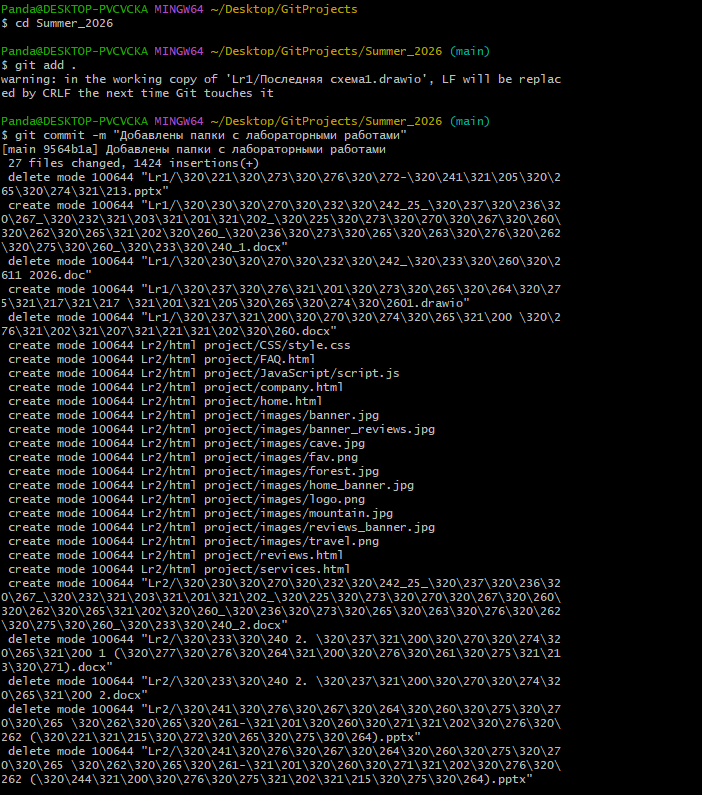 Panda@DESKTOP-PVCVCKA MINGW64 ~/Desktop/GitProjects
$ cd Summer_2026
Panda@DESKTOP-PVCVCKA MINGW64 ~/Desktop/GitProjects/Summer_2026 (main)
$ git add .
warning: in the working copy of 'Lr1/Последняя схема1.drawio', LF will be replac
ed by CRLF the next time Git touches it
Panda@DESKTOP-PVCVCKA MINGW64 ~/Desktop/GitProjects/Summer_2026 (main)
$ git commit -m "Добавлены папки с лабораторными работами"
[main 9564b1a] Добавлены папки с лабораторными работами
 27 files changed, 1424 insertions(+)
 delete mode 100644 "Lr1/\320\221\320\273\320\276\320\272-\320\241\321\205\320\2
65\320\274\321\213.pptx"
 create mode 100644 "Lr1/\320\230\320\270\320\232\320\242_25_\320\237\320\236\32
0\267_\320\232\321\203\321\201\321\202_\320\225\320\273\320\270\320\267\320\260\
320\262\320\265\321\202\320\260_\320\236\320\273\320\265\320\263\320\276\320\262
\320\275\320\260_\320\233\320\240_1.docx"
 delete mode 100644 "Lr1/\320\230\320\270\320\232\320\242_\320\233\320\260\320\2
611 2026.doc"
 create mode 100644 "Lr1/\320\237\320\276\321\201\320\273\320\265\320\264\320\27
5\321\217\321\217 \321\201\321\205\320\265\320\274\320\2601.drawio"
 delete mode 100644 "Lr1/\320\237\321\200\320\270\320\274\320\265\321\200 \320\2
76\321\202\321\207\321\221\321\202\320\260.docx"
 create mode 100644 Lr2/html project/CSS/style.css
 create mode 100644 Lr2/html project/FAQ.html
 create mode 100644 Lr2/html project/JavaScript/script.js
 create mode 100644 Lr2/html project/company.html
 create mode 100644 Lr2/html project/home.html
 create mode 100644 Lr2/html project/images/banner.jpg
 create mode 100644 Lr2/html project/images/banner_reviews.jpg
 create mode 100644 Lr2/html project/images/cave.jpg
 create mode 100644 Lr2/html project/images/fav.png
 create mode 100644 Lr2/html project/images/forest.jpg
 create mode 100644 Lr2/html project/images/home_banner.jpg
 create mode 100644 Lr2/html project/images/logo.png
 create mode 100644 Lr2/html project/images/mountain.jpg
 create mode 100644 Lr2/html project/images/reviews_banner.jpg
 create mode 100644 Lr2/html project/images/travel.png
 create mode 100644 Lr2/html project/reviews.html
 create mode 100644 Lr2/html project/services.html
 create mode 100644 "Lr2/\320\230\320\270\320\232\320\242_25_\320\237\320\236\32
0\267_\320\232\321\203\321\201\321\202_\320\225\320\273\320\270\320\267\320\260\
320\262\320\265\321\202\320\260_\320\236\320\273\320\265\320\263\320\276\320\262
\320\275\320\260_\320\233\320\240_2.docx"
 delete mode 100644 "Lr2/\320\233\320\240 2. \320\237\321\200\320\270\320\274\32
0\265\321\200 1 (\320\277\320\276\320\264\321\200\320\276\320\261\320\275\321\21
3\320\271).docx"
 delete mode 100644 "Lr2/\320\233\320\240 2. \320\237\321\200\320\270\320\274\32
0\265\321\200 2.docx"
 delete mode 100644 "Lr2/\320\241\320\276\320\267\320\264\320\260\320\275\320\27
0\320\265 \320\262\320\265\320\261-\321\201\320\260\320\271\321\202\320\276\320\
262 (\320\221\321\215\320\272\320\265\320\275\320\264).pptx"
 delete mode 100644 "Lr2/\320\241\320\276\320\267\320\264\320\260\320\275\320\27
0\320\265 \320\262\320\265\320\261-\321\201\320\260\320\271\321\202\320\276\320\
262 (\320\244\321\200\320\276\320\275\321\202\321\215\320\275\320\264).pptx"